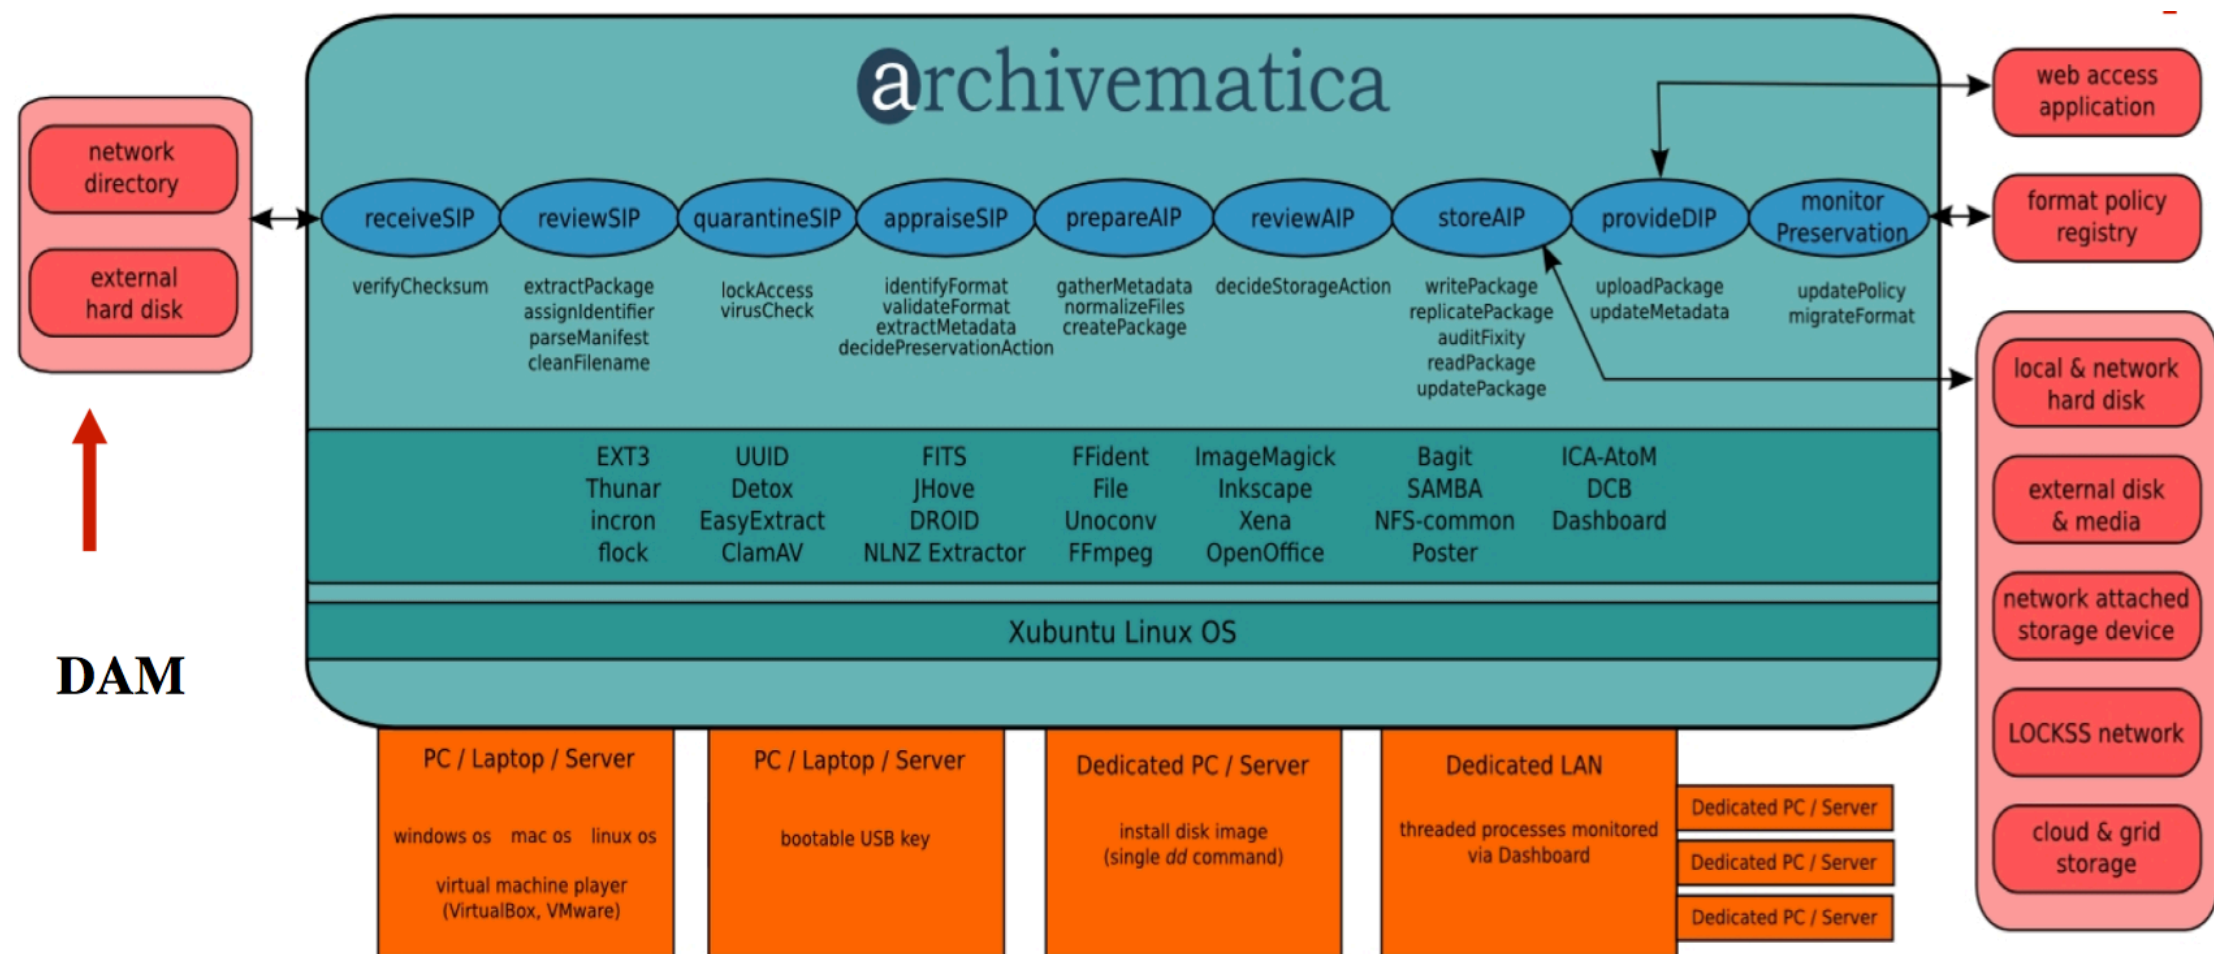 archivematica
network
directory
external
hard disk
DAM
receiveSIP
verifyChecksum
reviewSIP
extractPackage
assignIdentifier
parseManifest
cleanFilename
quarantineSIP
lockAccess
virusCheck
appraiseSIP
identifyFormat
validateFormat
extractMetadata
decidePreservationAction
prepareAIP
gatherMetadata
normalizeFiles
createPackage
reviewAIP
decideStorageAction
storeAIP
writePackage
replicatePackage
auditFixity
readPackage
updatePackage
provideDIP
uploadPackage
updateMetadata
monitor
Preservation
updatePolicy
migrateFormat
EXT3
Thunar
incron
flock
UUID
Detox
EasyExtract
ClamAV
FITS
JHove
DROID
NLNZ Extractor
FFident
File
Unoconv
FFmpeg
ImageMagick
Inkscape
Xena
OpenOffice
Bagit
SAMBA
NFS-common
Poster
ICA-AtoM
DCB
Dashboard
Xubuntu Linux OS
PC / Laptop / Server
windows os mac os linux os
virtual machine player
(VirtualBox, VMware)
PC / Laptop / Server
bootable USB key
Dedicated PC / Server
install disk image
(single dd command)
Dedicated LAN
threaded processes monitored
via Dashboard
Dedicated PC / Server
Dedicated PC / Server
Dedicated PC / Server
web access
application
format policy
registry
local & network
hard disk
external disk
& media
network attached
storage device
LOCKSS network
cloud & grid
storage